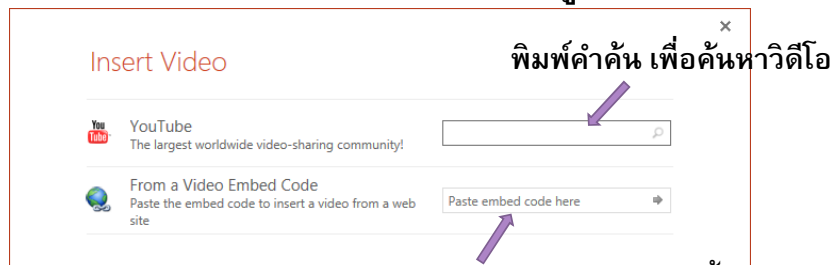 ×
Insert Video
พิมพ์คำค้น เพื่อค้นหาวิดีโอ
You Tube
YouTube
The largest worldwide video-sharing community!
From a Video Embed Code
Paste the embed code to insert a video from a web
site
Paste embed code here